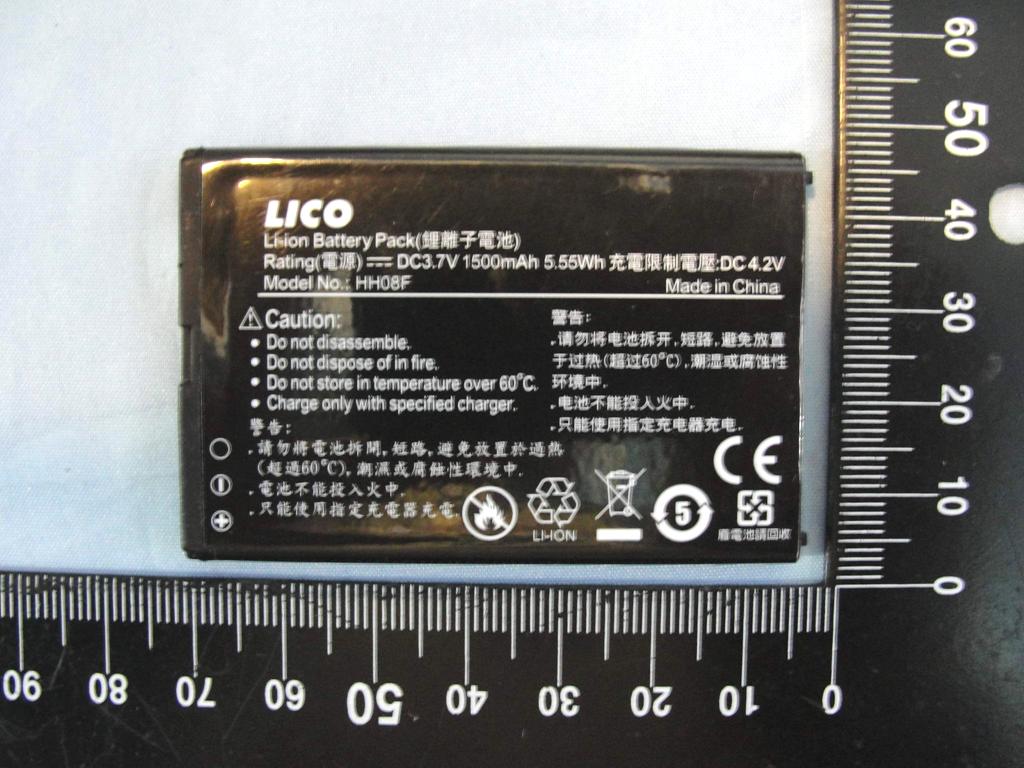 LICO
Li-ion Battery Pack(鋰離子電池)
Rating(電源) ⎓ DC3.7V 1500mAh 5.55Wh 充電限制電壓:DC 4.2V
Model No.: HH08F Made in China
⚠ Caution:
• Do not disassemble.
• Do not dispose of in fire.
• Do not store in temperature over 60°C.
• Charge only with specified charger.
警告:
.请勿将电池拆开,短路,避免放置
于过热(超过60°C),潮湿或腐蚀性
环境中.
.电池不能投入火中.
.只能使用指定充电器充电.
警告:
.請勿將電池拆開,短路,避免放置於過熱
(超過60°C),潮濕或腐蝕性環境中.
.電池不能投入火中.
.只能使用指定充電器充電.
LI-ION
5
CE
廢電池請回收
60
50
40
30
20
10
0
90 80 70 60 50 40 30 20 10 0